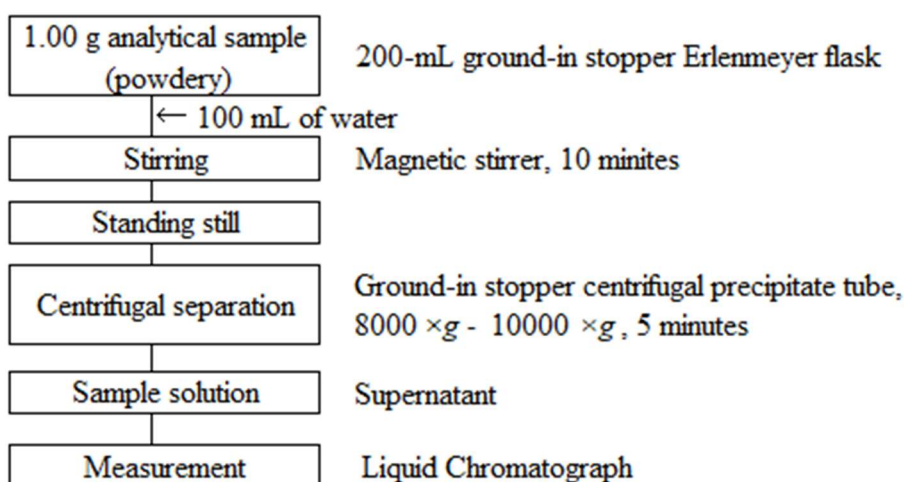 1.00 g analytical sample
(powdery)
200-mL ground-in stopper Erlenmeyer flask
← 100 mL of water
Stirring
Magnetic stirrer, 10 minites
Standing still
Centrifugal separation
Ground-in stopper centrifugal precipitate tube,
8000 ×g - 10000 ×g , 5 minutes
Sample solution
Supernatant
Measurement
Liquid Chromatograph